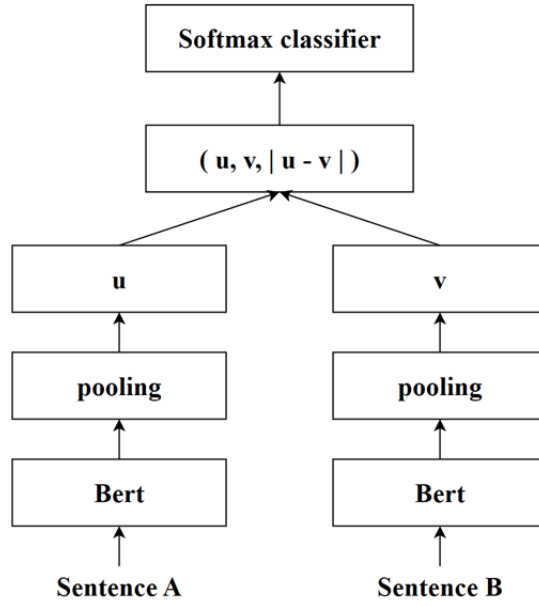 Softmax classifier
( u, v, | u - v | )
u
v
pooling
pooling
Bert
Bert
Sentence A
Sentence B